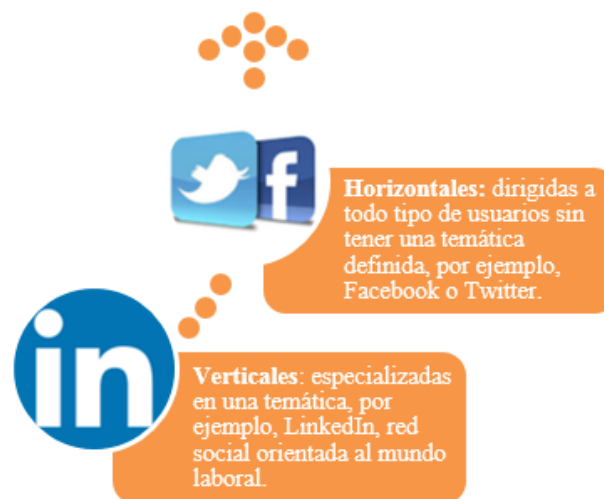 f
Horizontales: dirigidas a
todo tipo de usuarios sin
tener una temática
definida, por ejemplo,
Facebook o Twitter.
in
Verticales: especializadas
en una temática, por
ejemplo, LinkedIn, red
social orientada al mundo
laboral.